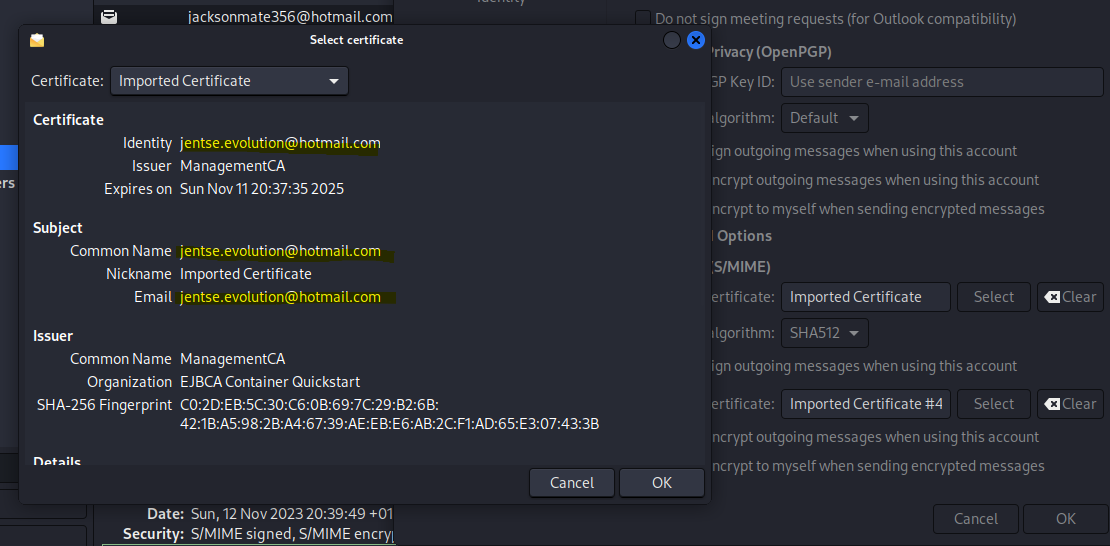 jacksonmate356@hotmail.com
Identity
Do not sign meeting requests (for Outlook compatibility)
Select certificate
Certificate: Imported Certificate
Certificate
Identity jentse.evolution@hotmail.com
Issuer ManagementCA
Expires on Sun Nov 11 20:37:35 2025
Subject
Common Name jentse.evolution@hotmail.com
Nickname Imported Certificate
Email jentse.evolution@hotmail.com
Issuer
Common Name ManagementCA
Organization EJBCA Container Quickstart
SHA-256 Fingerprint C0:2D:EB:5C:30:C6:0B:69:7C:29:B2:6B:
42:1B:A5:98:2B:A4:67:39:AE:EB:E6:AB:2C:F1:AD:65:E3:07:43:3B
Details
Cancel OK
ers
Date: Sun, 12 Nov 2023 20:39:49 +01
Security: S/MIME signed, S/MIME encry
Privacy (OpenPGP)
GP Key ID: Use sender e-mail address
lgorithm: Default
ign outgoing messages when using this account
ncrypt outgoing messages when using this account
ncrypt to myself when sending encrypted messages
Options
(S/MIME)
ertificate: Imported Certificate Select Clear
lgorithm: SHA512
ign outgoing messages when using this account
ertificate: Imported Certificate #4 Select Clear
ncrypt outgoing messages when using this account
ncrypt to myself when sending encrypted messages
Cancel OK